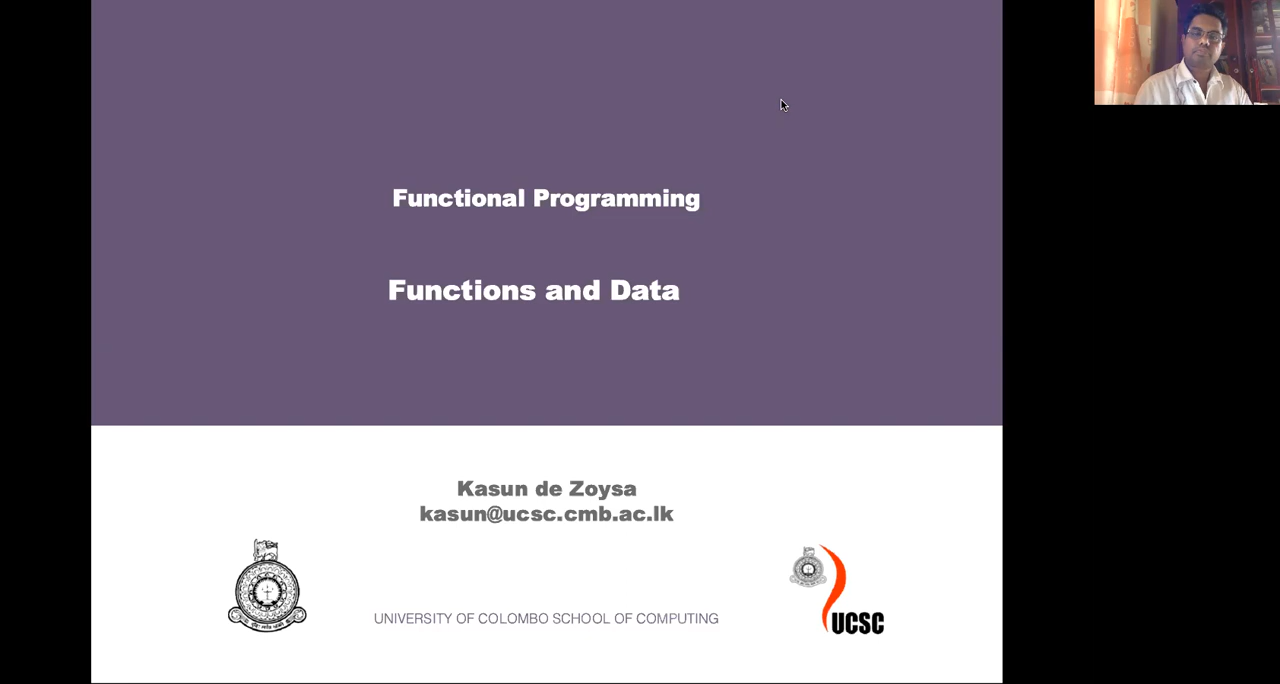 Functional Programming
Functions and Data
Kasun de Zoysa
kasun@ucsc.cmb.ac.lk
UNIVERSITY OF COLOMBO SCHOOL OF COMPUTING
UCSC